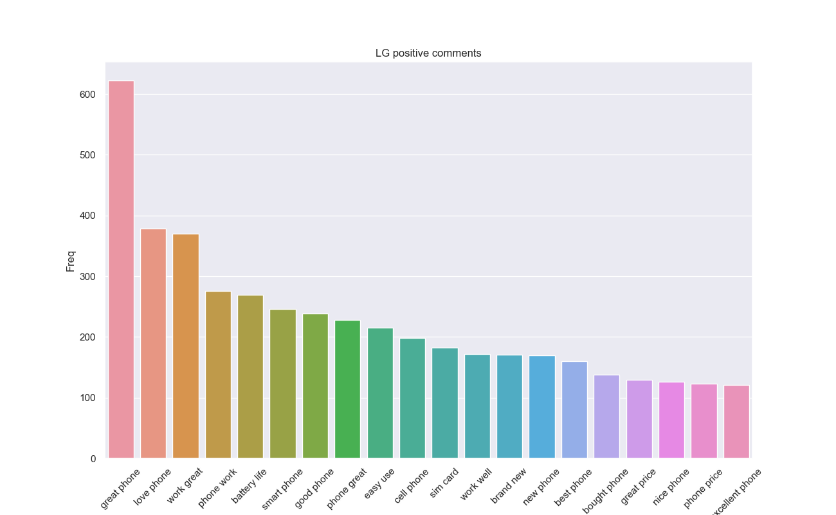 LG positive comments
Freq
600
500
400
300
200
100
0
great phone
love phone
work great
phone work
battery life
smart phone
good phone
phone great
easy use
cell phone
sim card
work well
brand new
new phone
best phone
bought phone
great price
nice phone
phone price
xcellent phone